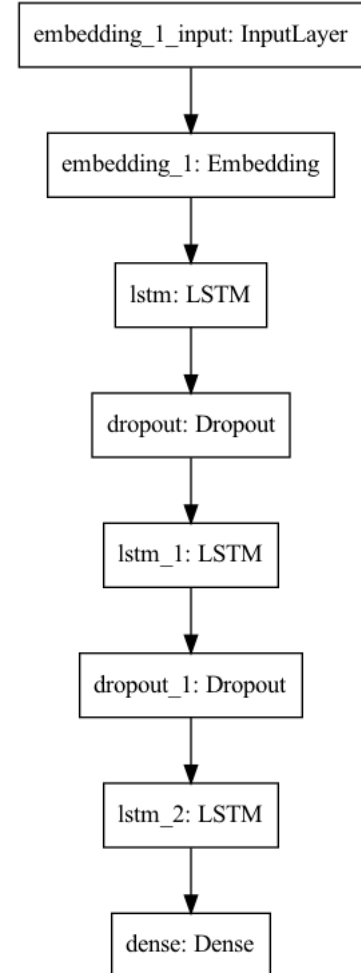 embedding_1_input: InputLayer
embedding_1: Embedding
lstm: LSTM
dropout: Dropout
lstm_1: LSTM
dropout_1: Dropout
lstm_2: LSTM
dense: Dense